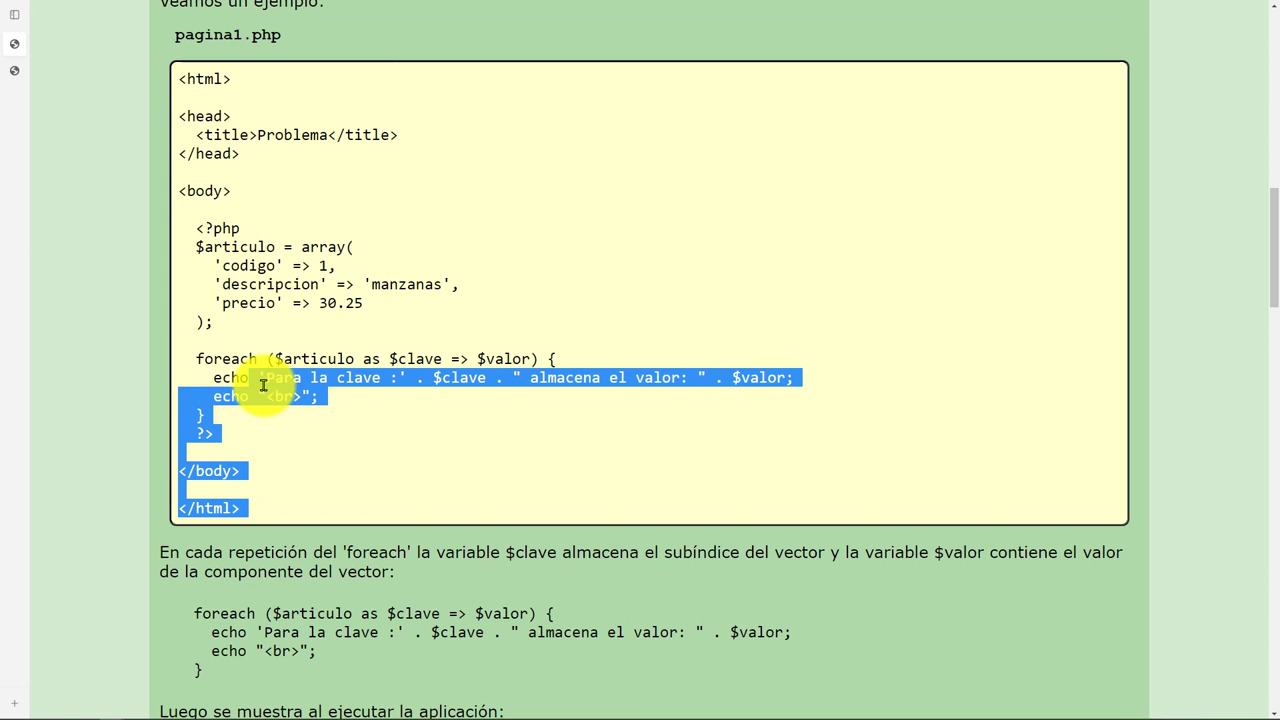 Veamos un ejemplo:
pagina1.php
<html>
<head>
<title>Problema</title>
</head>
<body>
<?php
$articulo = array(
'codigo' => 1,
'descripcion' => 'manzanas',
'precio' => 30.25
);
foreach ($articulo as $clave => $valor) {
echo 'Para la clave :' . $clave . " almacena el valor: " . $valor;
echo "<br>";
}
?>
</body>
</html>
En cada repetición del 'foreach' la variable $clave almacena el subíndice del vector y la variable $valor contiene el valor
de la componente del vector:
foreach ($articulo as $clave => $valor) {
echo 'Para la clave :' . $clave . " almacena el valor: " . $valor;
echo "<br>";
}
Luego se muestra al ejecutar la aplicación: